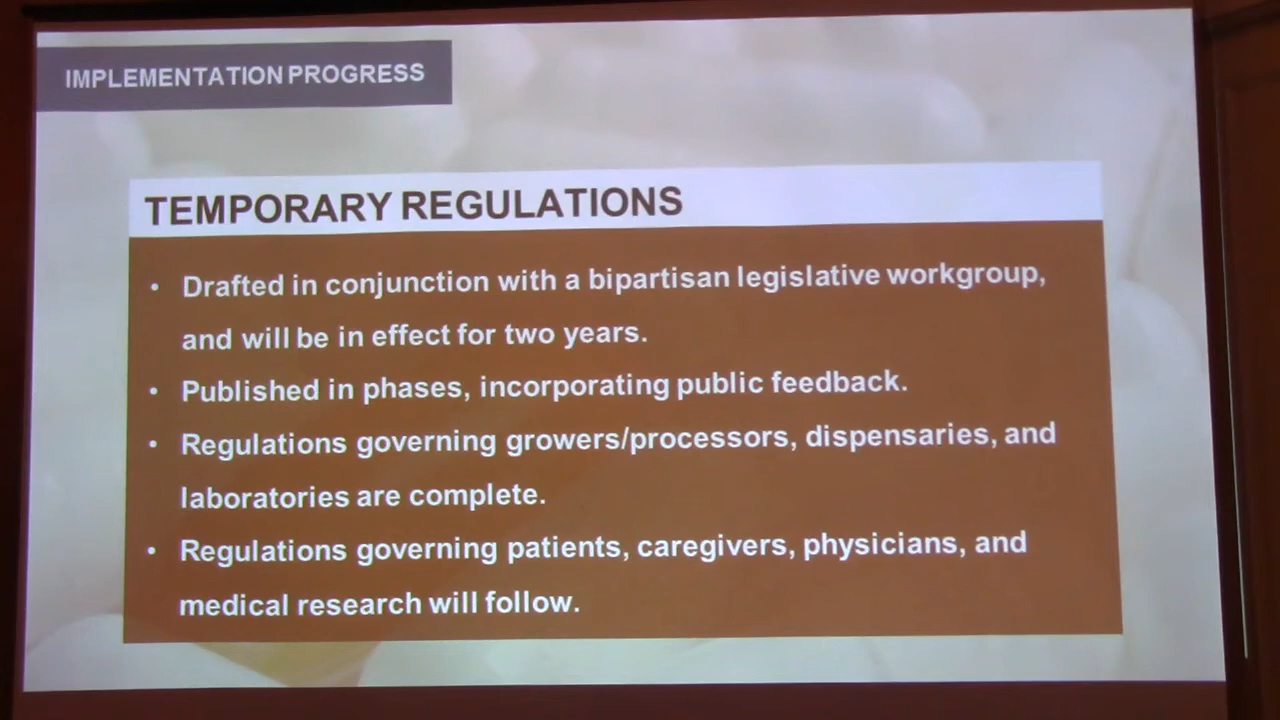 IMPLEMENTATION PROGRESS
TEMPORARY REGULATIONS
• Drafted in conjunction with a bipartisan legislative workgroup,
and will be in effect for two years.
• Published in phases, incorporating public feedback.
• Regulations governing growers/processors, dispensaries, and
laboratories are complete.
• Regulations governing patients, caregivers, physicians, and
medical research will follow.